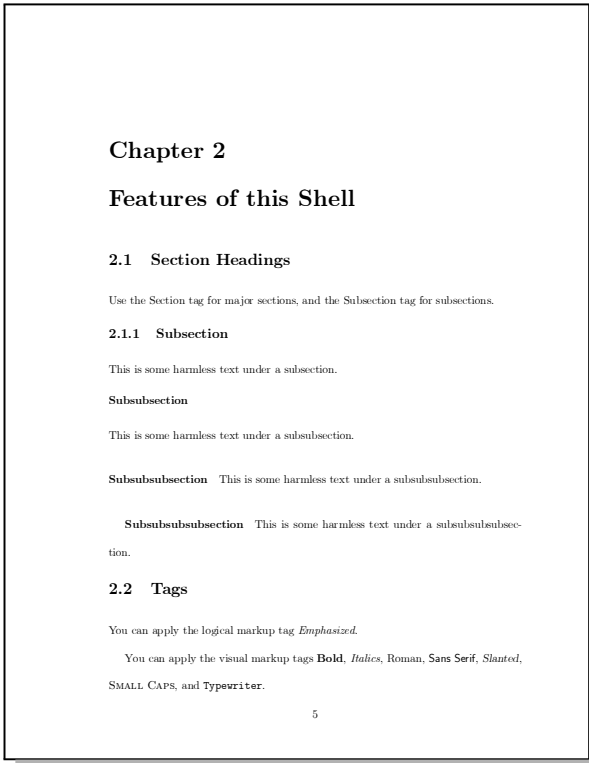 Chapter 2
Features of this Shell
2.1 Section Headings
Use the Section tag for major sections, and the Subsection tag for subsections.
2.1.1 Subsection
This is some harmless text under a subsection.
Subsubsection
This is some harmless text under a subsubsection.
Subsubsubsection This is some harmless text under a subsubsubsection.
Subsubsubsubsection This is some harmless text under a subsubsubsubsec-
tion.
2.2 Tags
You can apply the logical markup tag Emphasized.
You can apply the visual markup tags Bold, Italics, Roman, Sans Serif, Slanted,
Small Caps, and Typewriter.
5